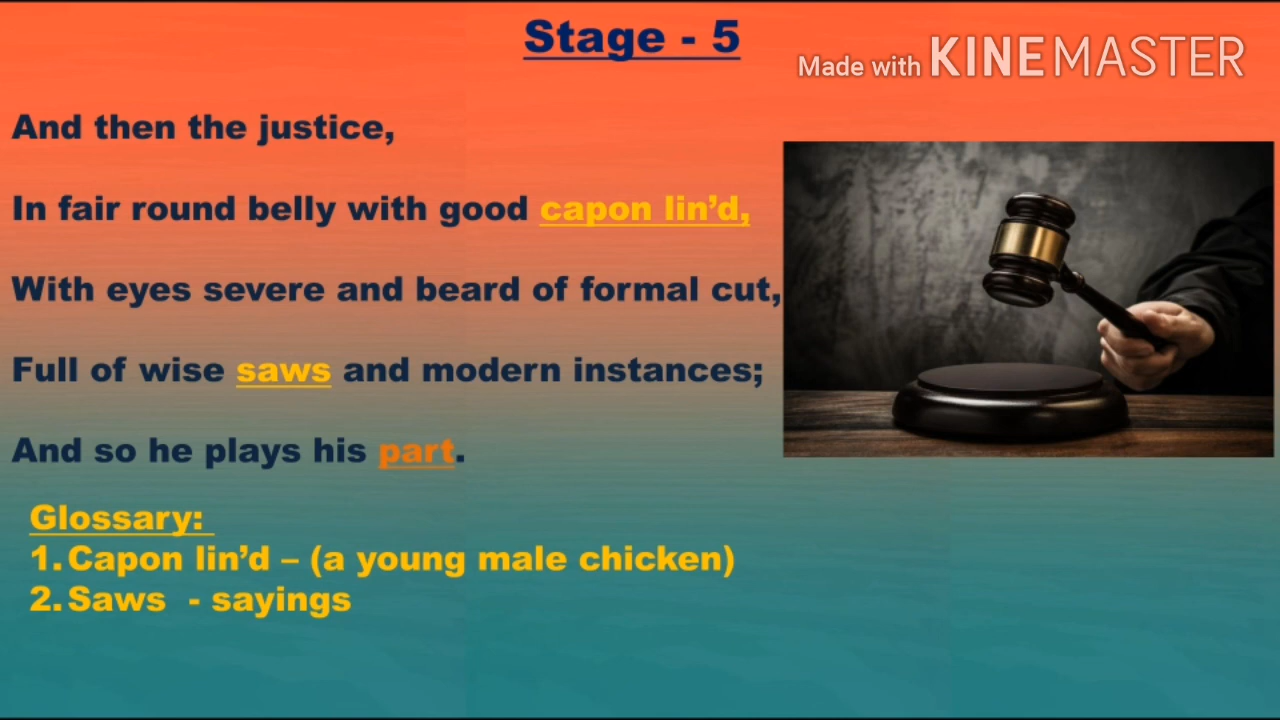 Stage - 5
Made with KINEMASTER
And then the justice,
In fair round belly with good capon lin’d,
With eyes severe and beard of formal cut,
Full of wise saws and modern instances;
And so he plays his part.
Glossary:
1. Capon lin’d – (a young male chicken)
2. Saws - sayings